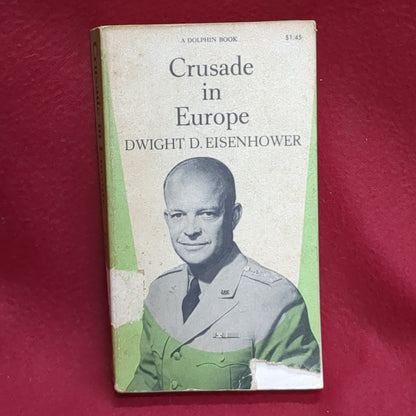 A DOLPHIN BOOK
$1.45
Crusade
in
Europe
DWIGHT D. EISENHOWER